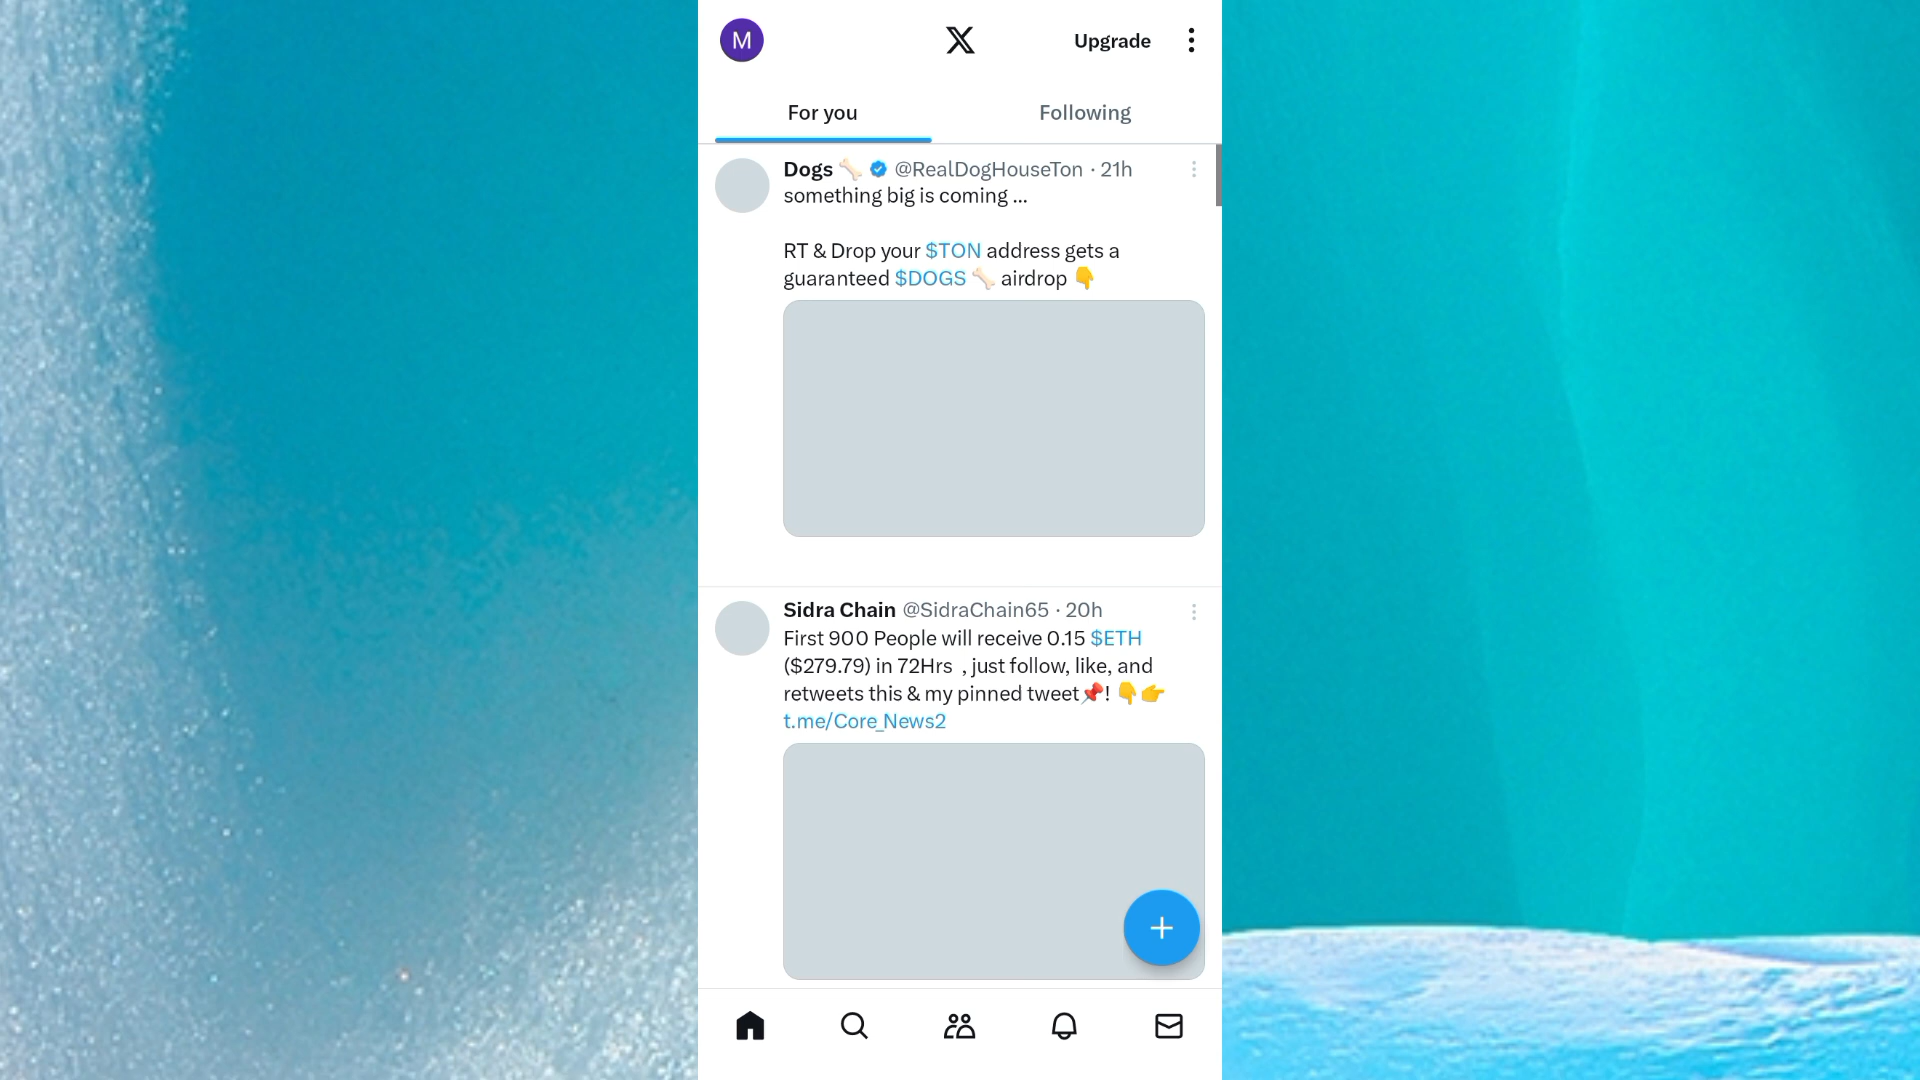 M
X
Upgrade
For you
Following
Dogs 🦴 @RealDogHouseTon · 21h
something big is coming ...
RT & Drop your $TON address gets a
guaranteed $DOGS 🦴 airdrop 👇
Sidra Chain @SidraChain65 · 20h
First 900 People will receive 0.15 $ETH
($279.79) in 72Hrs , just follow, like, and
retweets this & my pinned tweet📌! 👇👉
t.me/Core_News2